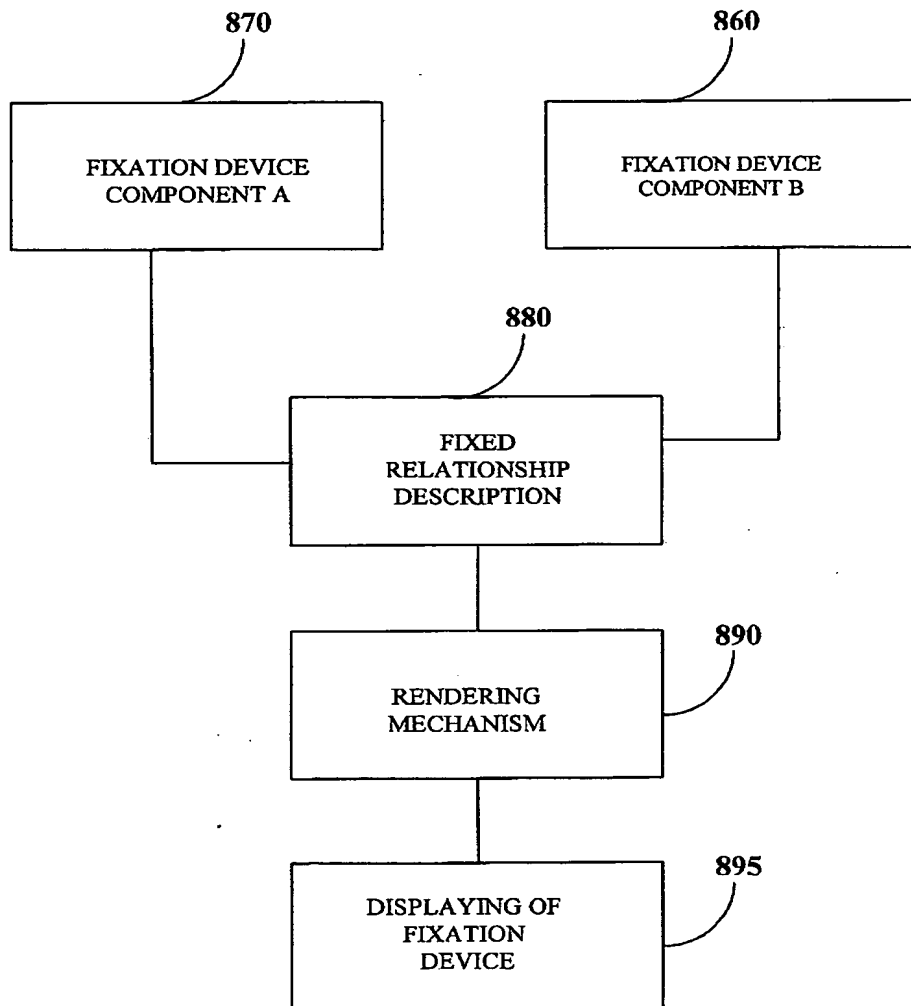 870
860
FIXATION DEVICE
COMPONENT A
FIXATION DEVICE
COMPONENT B
880
FIXED
RELATIONSHIP
DESCRIPTION
890
RENDERING
MECHANISM
895
DISPLAYING OF
FIXATION
DEVICE